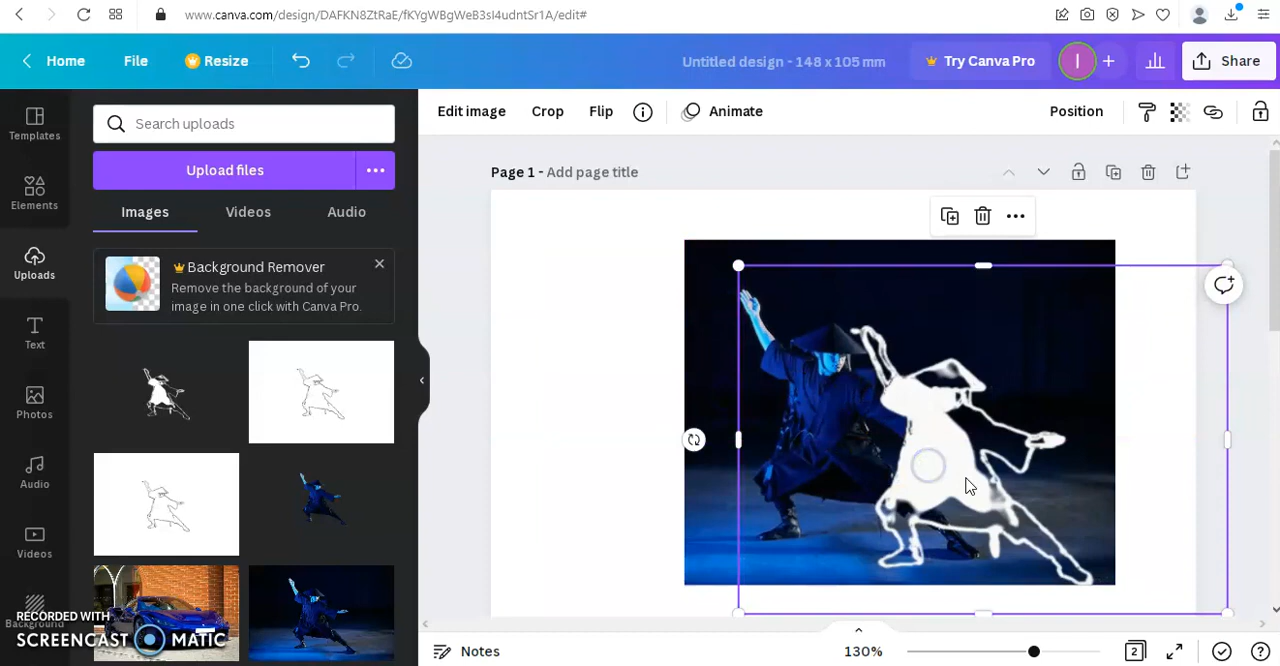 www.canva.com/design/DAFKN8ZtRaE/fKYgWBgWeB3sI4udntSr1A/edit#
Home File Resize Untitled design - 148 x 105 mm Try Canva Pro I + Share
Templates
Elements
Uploads
Text
Photos
Audio
Videos
Background
Search uploads
Upload files
Images Videos Audio
Background Remover
Remove the background of your
image in one click with Canva Pro.
Edit image Crop Flip Animate Position
Page 1 - Add page title
Notes 130% 2
RECORDED WITH
SCREENCAST MATIC